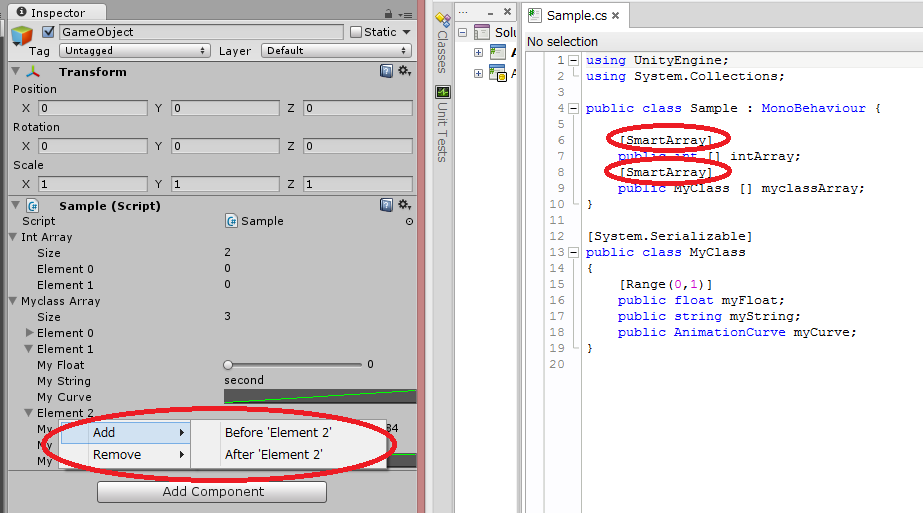 Inspector
GameObject
Static
Tag Untagged Layer Default
Transform
Position
X 0 Y 0 Z 0
Rotation
X 0 Y 0 Z 0
Scale
X 1 Y 1 Z 1
Sample (Script)
Script Sample
Int Array
Size 2
Element 0 0
Element 1 0
Myclass Array
Size 3
Element 0
Element 1
My Float 0
My String second
My Curve
Element 2
My 84
Add Before 'Element 2'
My
Remove After 'Element 2'
My
Add Component
Classes
Unit Tests
...
Solu
A
A
Sample.cs ×
No selection
1 using UnityEngine;
2 using System.Collections;
3
4 public class Sample : MonoBehaviour {
5
6 [SmartArray]
7 public int [] intArray;
8 [SmartArray]
9 public MyClass [] myclassArray;
10 }
11
12 [System.Serializable]
13 public class MyClass
14 {
15 [Range(0,1)]
16 public float myFloat;
17 public string myString;
18 public AnimationCurve myCurve;
19 }
20